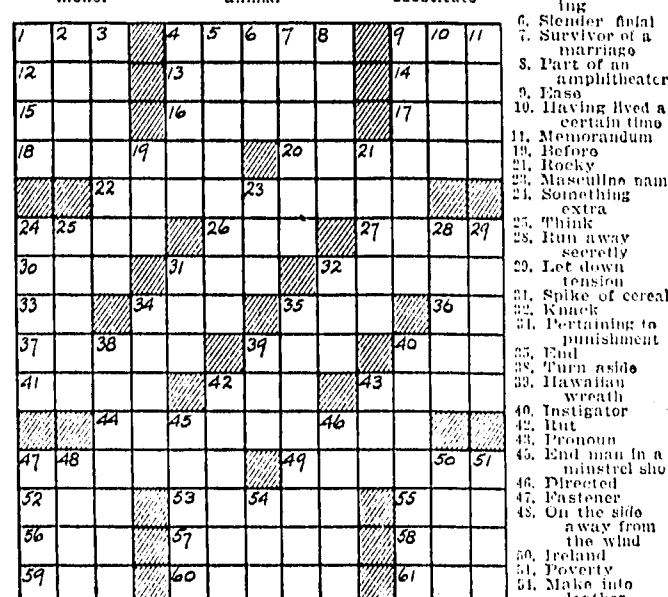 money animal substitute
1 2 3 4 5 6 7 8 9 10 11
12 13 14
15 16 17
18 19 20 21
22 23
24 25 26 27 28 29
30 31 32
33 34 35 36
37 38 39 40
41 42 43
44 45 46
47 48 49 50 51
52 53 54 55
56 57 58
59 60 61
ing
6. Slender finial
7. Survivor of a
marriage
8. Part of an
amphitheater
9. Ease
10. Having lived a
certain time
11. Memorandum
19. Before
21. Rocky
23. Masculine nam
24. Something
extra
25. Think
28. Run away
secretly
29. Let down
tension
31. Spike of cereal
32. Knack
34. Pertaining to
punishment
35. End
38. Turn aside
39. Hawaiian
wreath
40. Instigator
42. Rut
43. Pronoun
45. End man in a
minstrel sho
46. Directed
47. Fastener
48. On the side
away from
the wind
50. Ireland
51. Poverty
54. Make into
leather